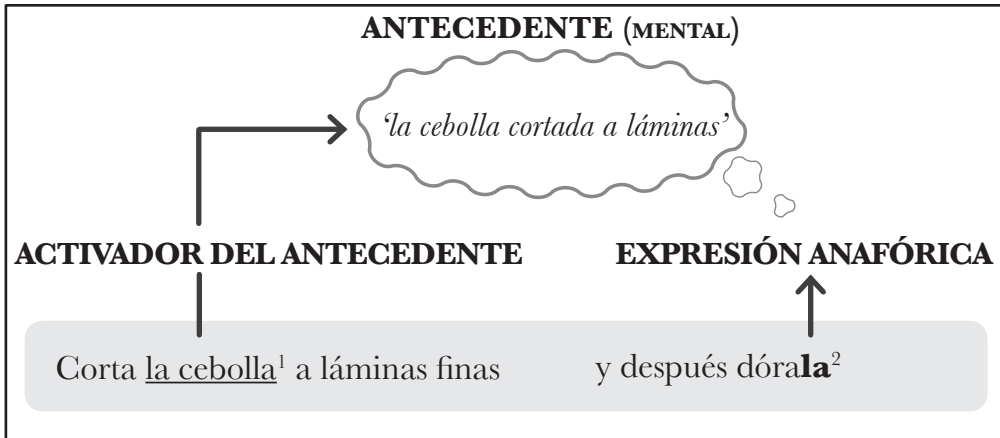 ANTECEDENTE (MENTAL)
‘la cebolla cortada a láminas’
ACTIVADOR DEL ANTECEDENTE
EXPRESIÓN ANAFÓRICA
Corta la cebolla¹ a láminas finas
y después dórala²